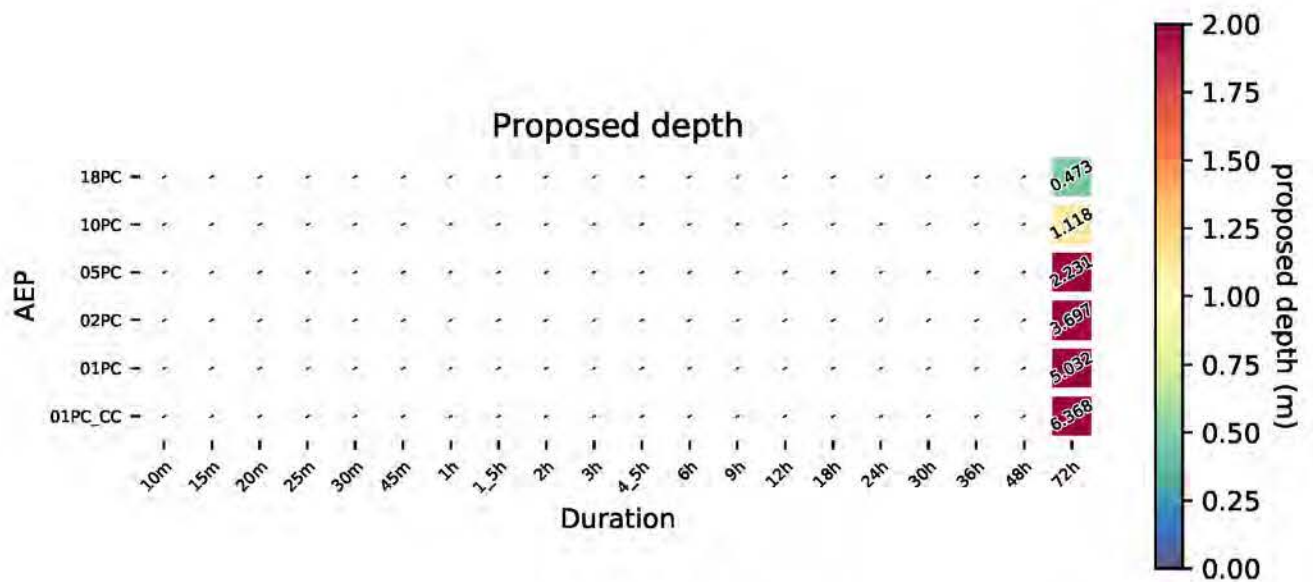 Proposed depth
AEP
18PC - - - - - - - - - - - - - - - - - - - 0.473
10PC - - - - - - - - - - - - - - - - - - - 1.118
05PC - - - - - - - - - - - - - - - - - - - 2.231
02PC - - - - - - - - - - - - - - - - - - - 3.697
01PC - - - - - - - - - - - - - - - - - - - 5.032
01PC_CC - - - - - - - - - - - - - - - - - - - 6.368
10m 15m 20m 25m 30m 45m 1h 1_5h 2h 3h 4_5h 6h 9h 12h 18h 24h 30h 36h 48h 72h
Duration
2.00
1.75
1.50
1.25
1.00
0.75
0.50
0.25
0.00
proposed depth (m)